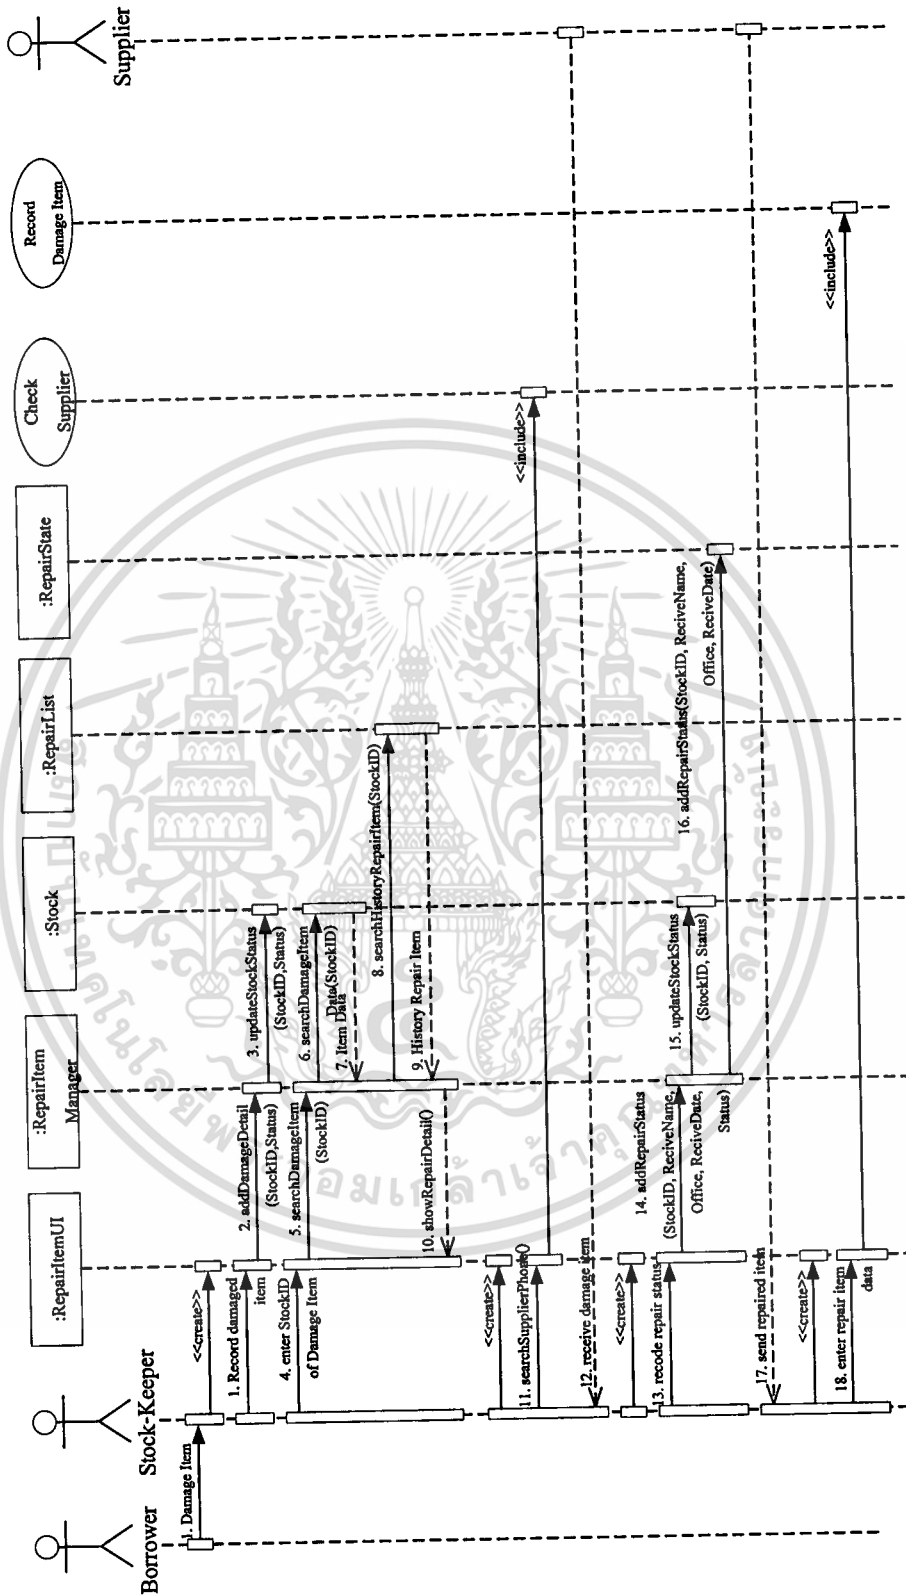 Borrower
Stock-Keeper
:RepairItemUI
:RepairItem
Manager
:Stock
:RepairList
:RepairState
Check
Supplier
Record
Damage Item
Supplier
1. Damage Item
<<create>>
1. Record damaged
item
2. addDamageDetail
(StockID,Status)
3. updateStockStatus
(StockID,Status)
4. enter StockID
of Damage Item
5. searchDamageItem
(StockID)
6. searchDamageItem
Data(StockID)
7. Item Data
8. searchHistoryRepairItem(StockID)
9. History Repair Item
10. showRepairDetail()
<<create>>
11. searchSupplierPhone()
<<include>>
12. receive damage item
<<create>>
13. recode repair status
14. addRepairStatus
(StockID, ReciveName,
Office, ReciveDate,
Status)
15. updateStockStatus
(StockID, Status)
16. addRepairStatus(StockID, ReciveName,
Office, ReciveDate)
17. send repaired item
<<create>>
18. enter repair item
data
<<include>>